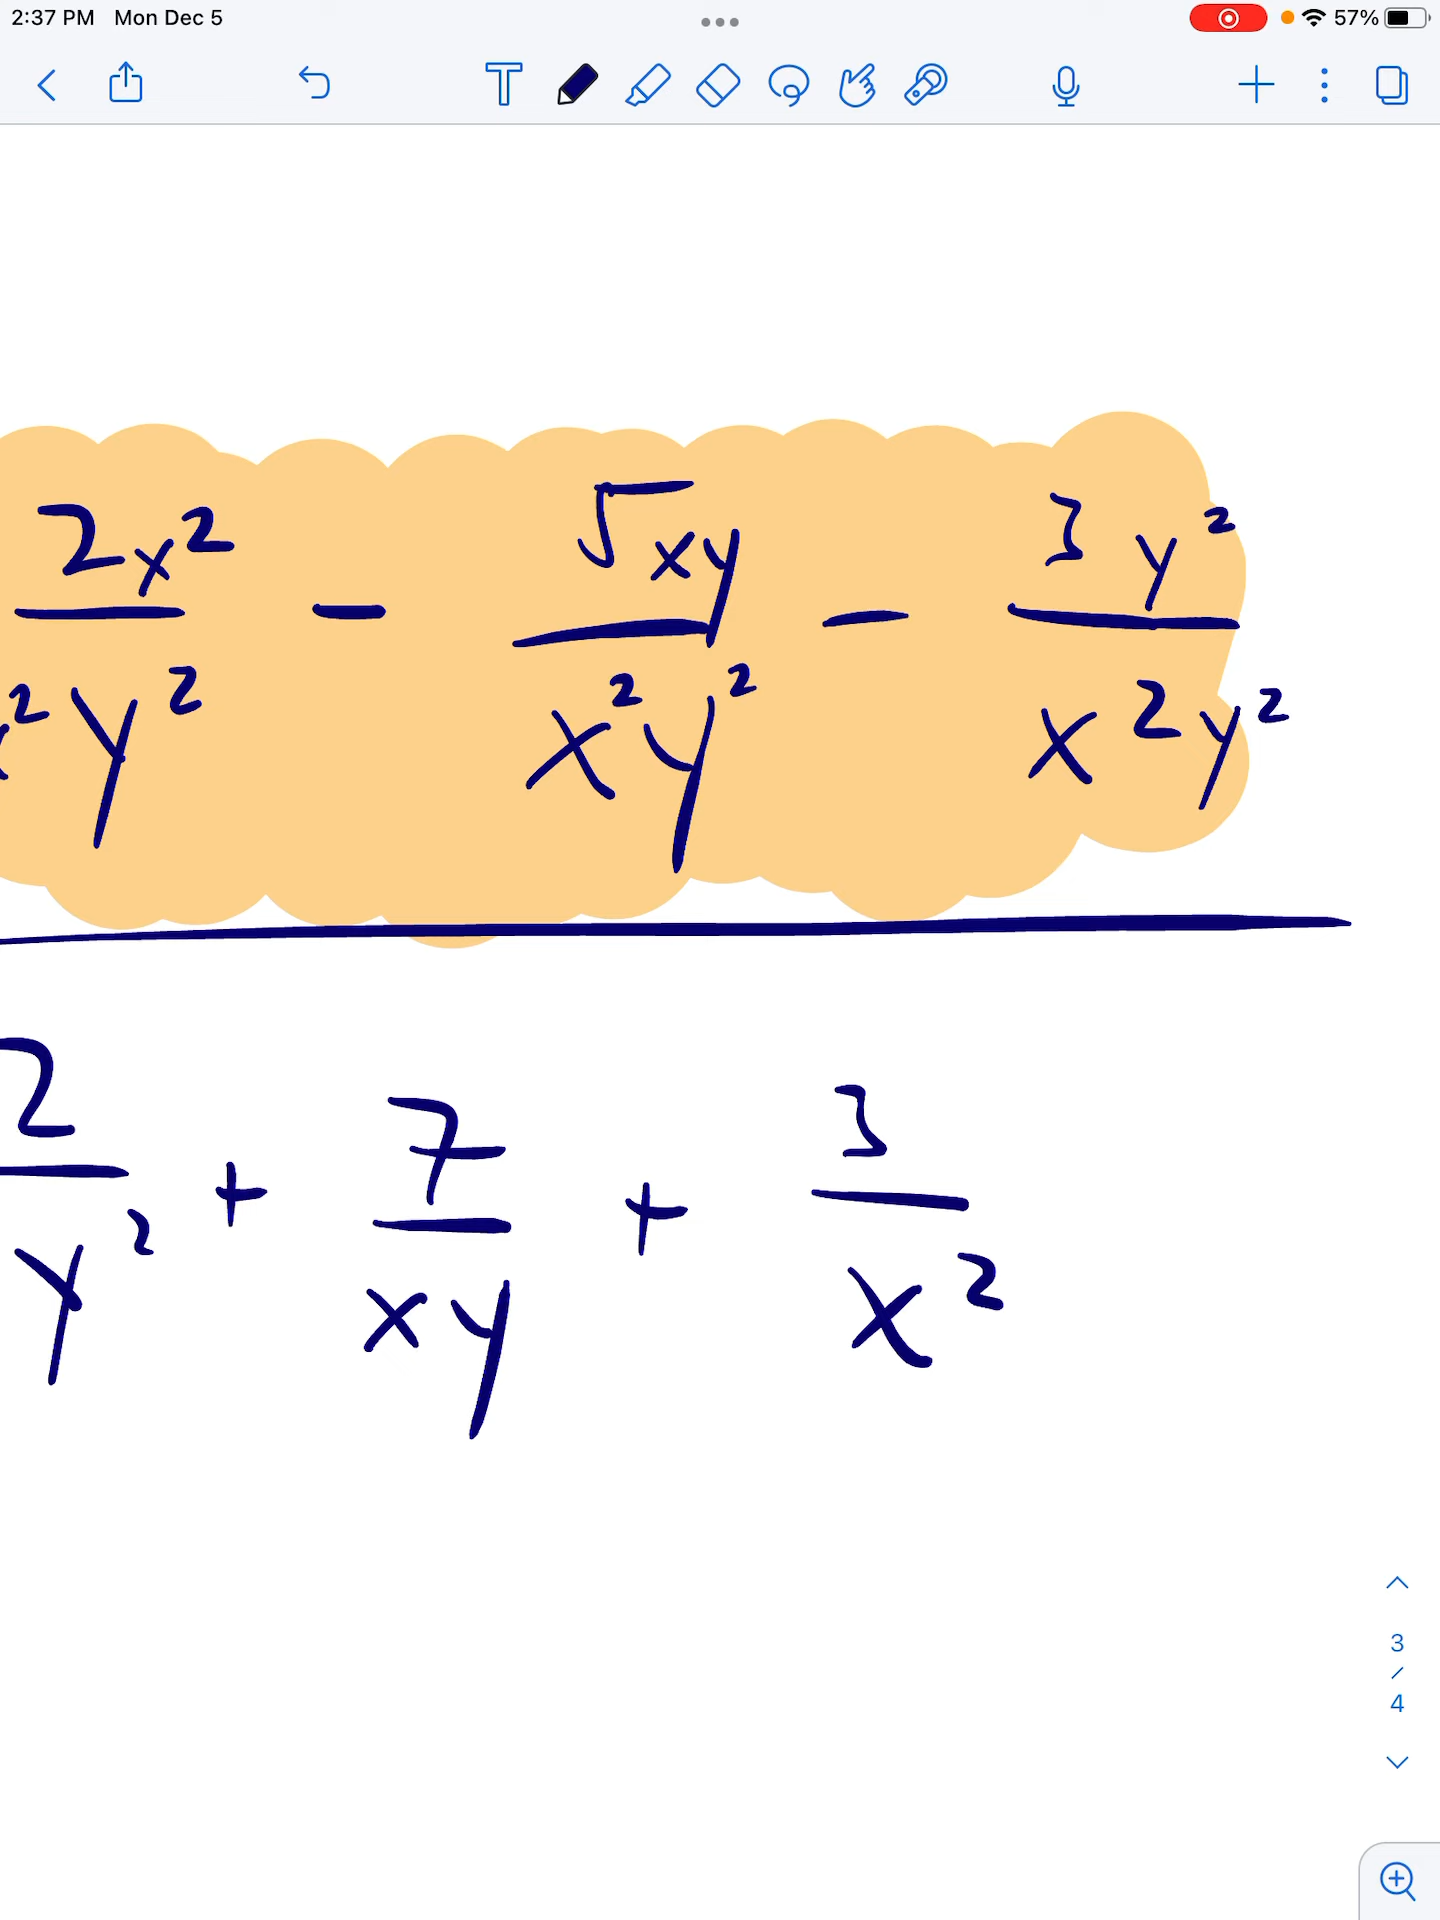 2:37 PM Mon Dec 5 57%
T
2x² - 5xy - 3y²
x²y² x²y² x²y²
2 + 7 + 3
y² xy x²
3
/
4